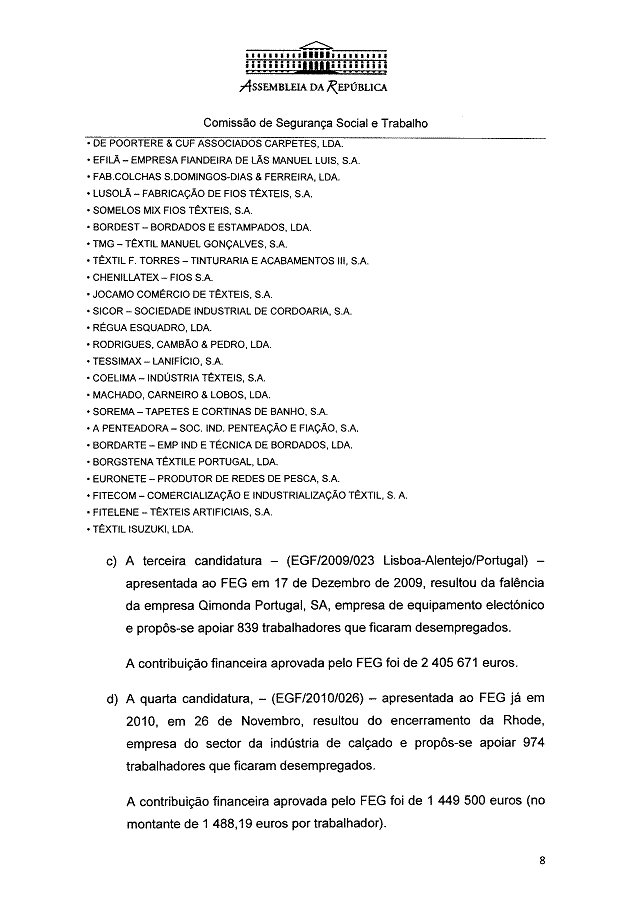 ASSEMBLEIA DA REPÚBLICA
Comissão de Segurança Social e Trabalho
• DE POORTERE & CUF ASSOCIADOS CARPETES, LDA.
• EFILÃ – EMPRESA FIANDEIRA DE LÃS MANUEL LUIS, S.A.
• FAB.COLCHAS S.DOMINGOS-DIAS & FERREIRA, LDA.
• LUSOLÃ – FABRICAÇÃO DE FIOS TÊXTEIS, S.A.
• SOMELOS MIX FIOS TÊXTEIS, S.A.
• BORDEST – BORDADOS E ESTAMPADOS, LDA.
• TMG – TÊXTIL MANUEL GONÇALVES, S.A.
• TÊXTIL F. TORRES – TINTURARIA E ACABAMENTOS III, S.A.
• CHENILLATEX – FIOS S.A.
• JOCAMO COMÉRCIO DE TÊXTEIS, S.A.
• SICOR – SOCIEDADE INDUSTRIAL DE CORDOARIA, S.A.
• RÉGUA ESQUADRO, LDA.
• RODRIGUES, CAMBÃO & PEDRO, LDA.
• TESSIMAX – LANIFÍCIO, S.A.
• COELIMA – INDÚSTRIA TÊXTEIS, S.A.
• MACHADO, CARNEIRO & LOBOS, LDA.
• SOREMA – TAPETES E CORTINAS DE BANHO, S.A.
• A PENTEADORA – SOC. IND. PENTEAÇÃO E FIAÇÃO, S.A.
• BORDARTE – EMP IND E TÉCNICA DE BORDADOS, LDA.
• BORGSTENA TÊXTILE PORTUGAL, LDA.
• EURONETE – PRODUTOR DE REDES DE PESCA, S.A.
• FITECOM – COMERCIALIZAÇÃO E INDUSTRIALIZAÇÃO TÊXTIL, S. A.
• FITELENE – TÊXTEIS ARTIFICIAIS, S.A.
• TÊXTIL ISUZUKI, LDA.
c) A terceira candidatura – (EGF/2009/023 Lisboa-Alentejo/Portugal) –
apresentada ao FEG em 17 de Dezembro de 2009, resultou da falência
da empresa Qimonda Portugal, SA, empresa de equipamento electónico
e propôs-se apoiar 839 trabalhadores que ficaram desempregados.
A contribuição financeira aprovada pelo FEG foi de 2 405 671 euros.
d) A quarta candidatura, – (EGF/2010/026) – apresentada ao FEG já em
2010, em 26 de Novembro, resultou do encerramento da Rhode,
empresa do sector da indústria de calçado e propôs-se apoiar 974
trabalhadores que ficaram desempregados.
A contribuição financeira aprovada pelo FEG foi de 1 449 500 euros (no
montante de 1 488,19 euros por trabalhador).
8